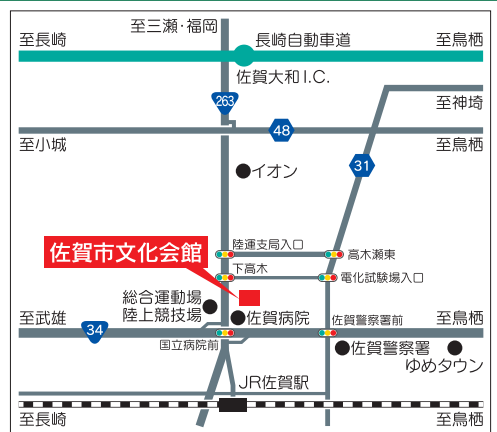 至三瀬・福岡
至長崎
長崎自動車道
至鳥栖
佐賀大和I.C.
263
至神埼
48
至小城
至鳥栖
31
イオン
陸運支局入口
高木瀬東
佐賀市文化会館
下高木
電化試験場入口
総合運動場
陸上競技場
佐賀病院
佐賀警察署前
至武雄
34
至鳥栖
国立病院前
佐賀警察署
ゆめタウン
JR佐賀駅
至長崎
至鳥栖